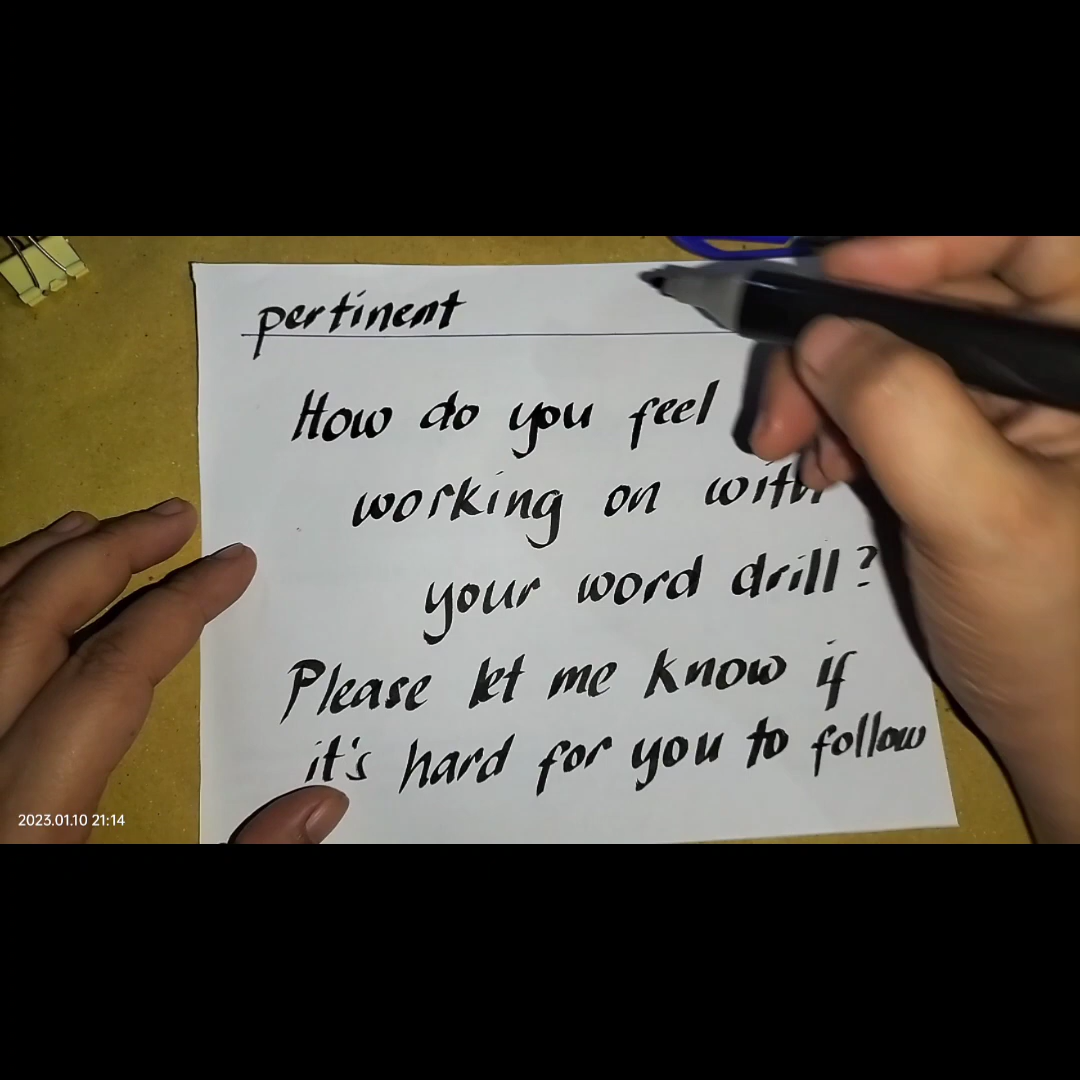 pertinent
How do you feel
working on with
your word drill?
Please let me know if
it's hard for you to follow
2023.01.10 21:14